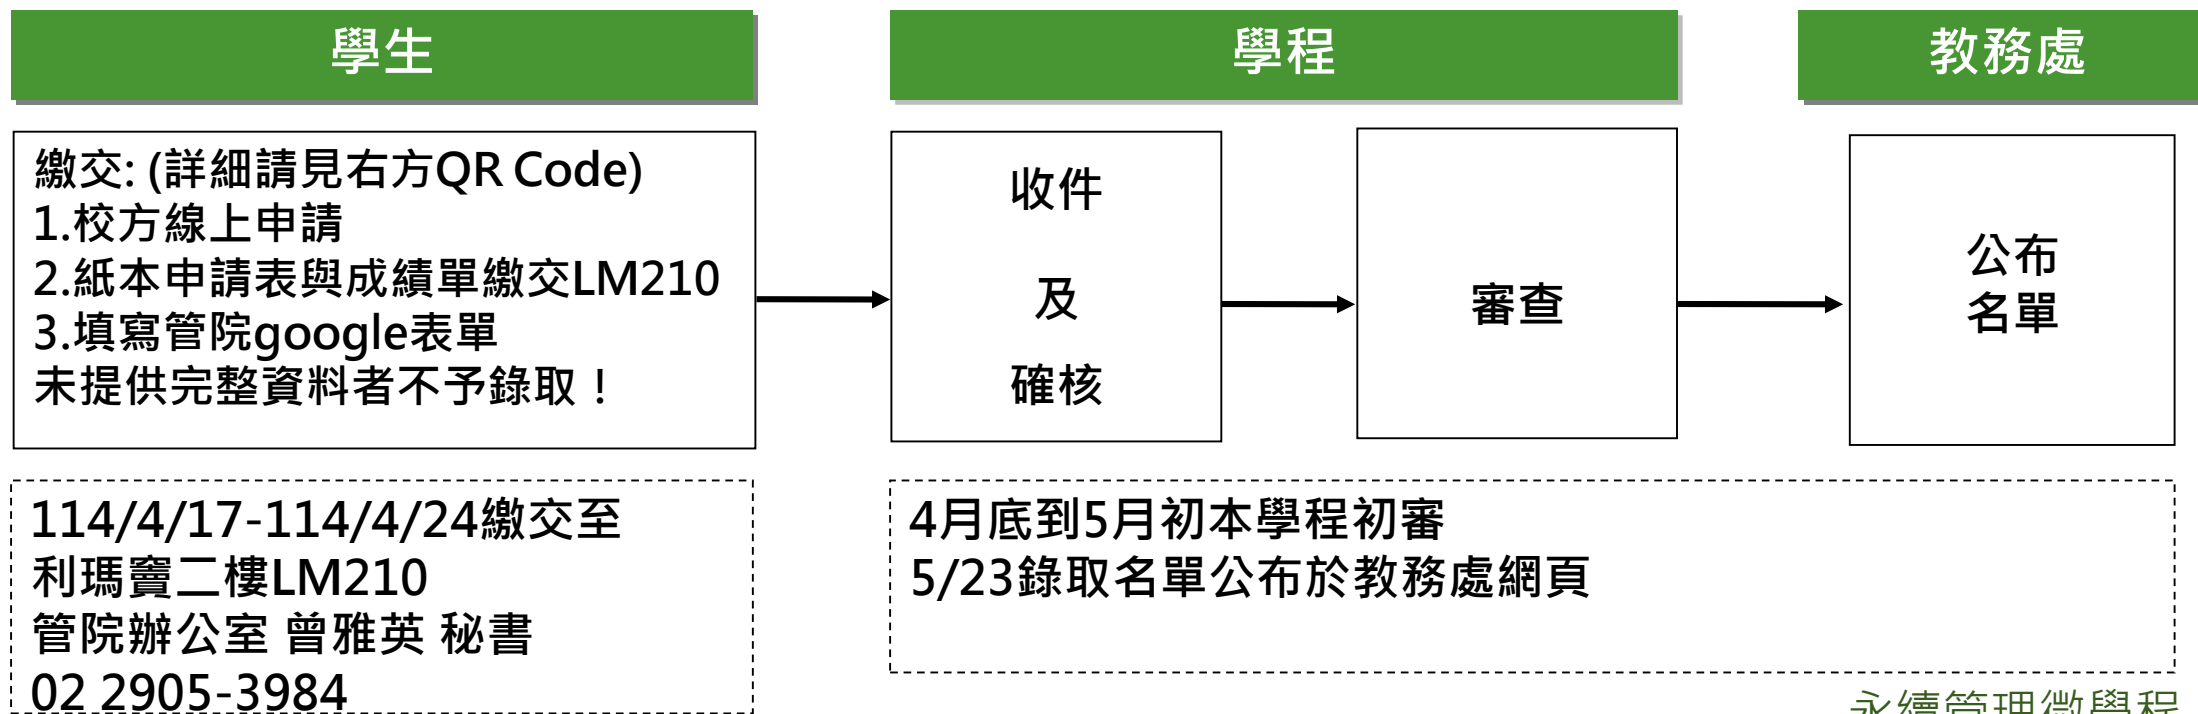 學生
學程
教務處
繳交: (詳細請見右方QR Code)
1.校方線上申請
2.紙本申請表與成績單繳交LM210
3.填寫管院google表單
未提供完整資料者不予錄取！
收件
及
確核
審查
公布
名單
114/4/17-114/4/24繳交至
利瑪竇二樓LM210
管院辦公室 曾雅英 秘書
02 2905-3984
4月底到5月初本學程初審
5/23錄取名單公布於教務處網頁
永續管理微學程